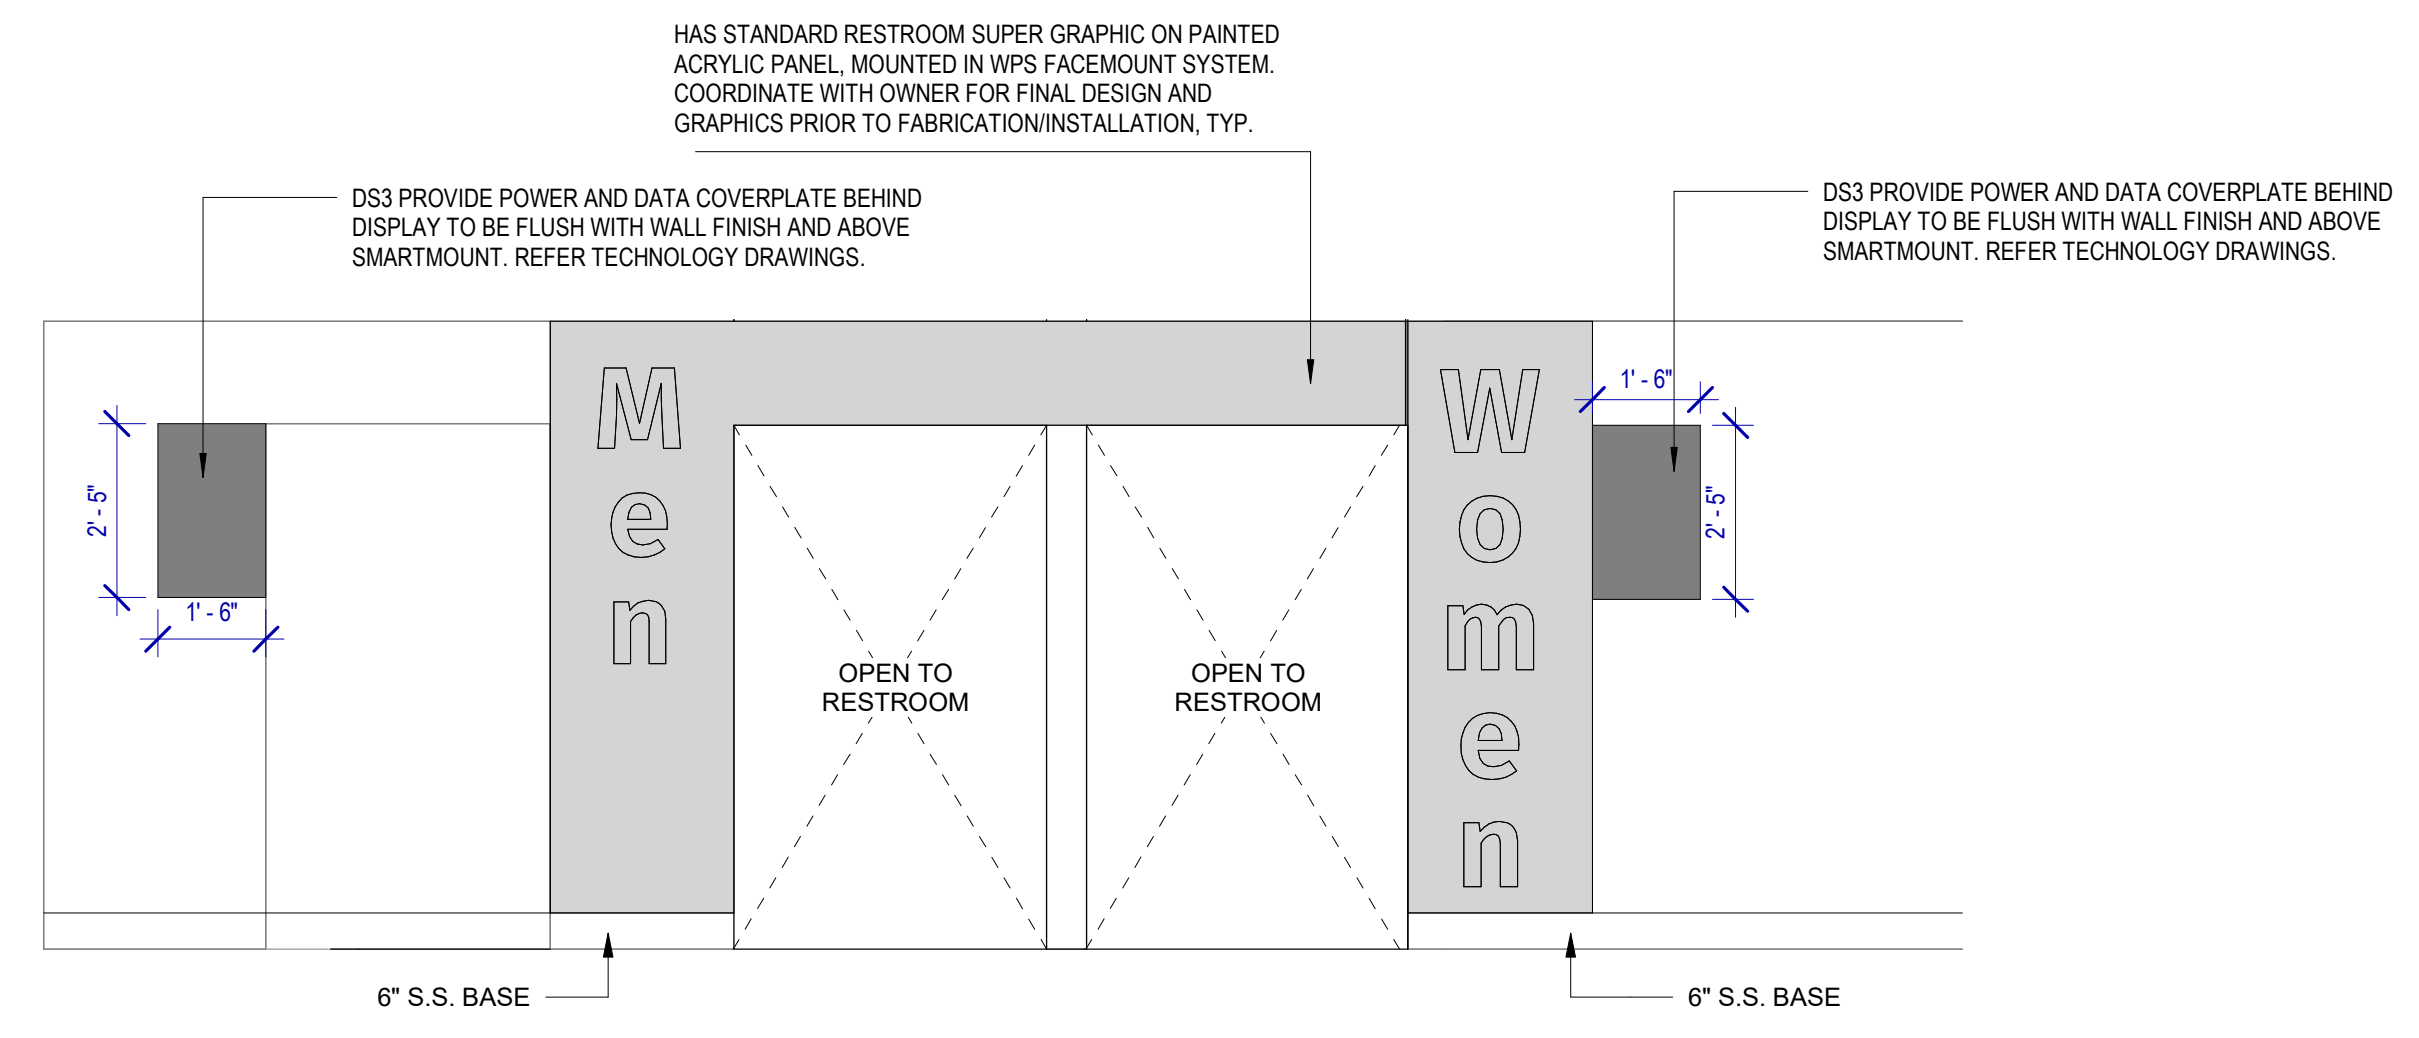 HAS STANDARD RESTROOM SUPER GRAPHIC ON PAINTED
ACRYLIC PANEL, MOUNTED IN WPS FACEMOUNT SYSTEM.
COORDINATE WITH OWNER FOR FINAL DESIGN AND
GRAPHICS PRIOR TO FABRICATION/INSTALLATION, TYP.
DS3 PROVIDE POWER AND DATA COVERPLATE BEHIND
DISPLAY TO BE FLUSH WITH WALL FINISH AND ABOVE
SMARTMOUNT. REFER TECHNOLOGY DRAWINGS.
DS3 PROVIDE POWER AND DATA COVERPLATE BEHIND
DISPLAY TO BE FLUSH WITH WALL FINISH AND ABOVE
SMARTMOUNT. REFER TECHNOLOGY DRAWINGS.
2' - 5"
1' - 6"
Men
OPEN TO
RESTROOM
OPEN TO
RESTROOM
Women
1' - 6"
2' - 5"
6" S.S. BASE
6" S.S. BASE